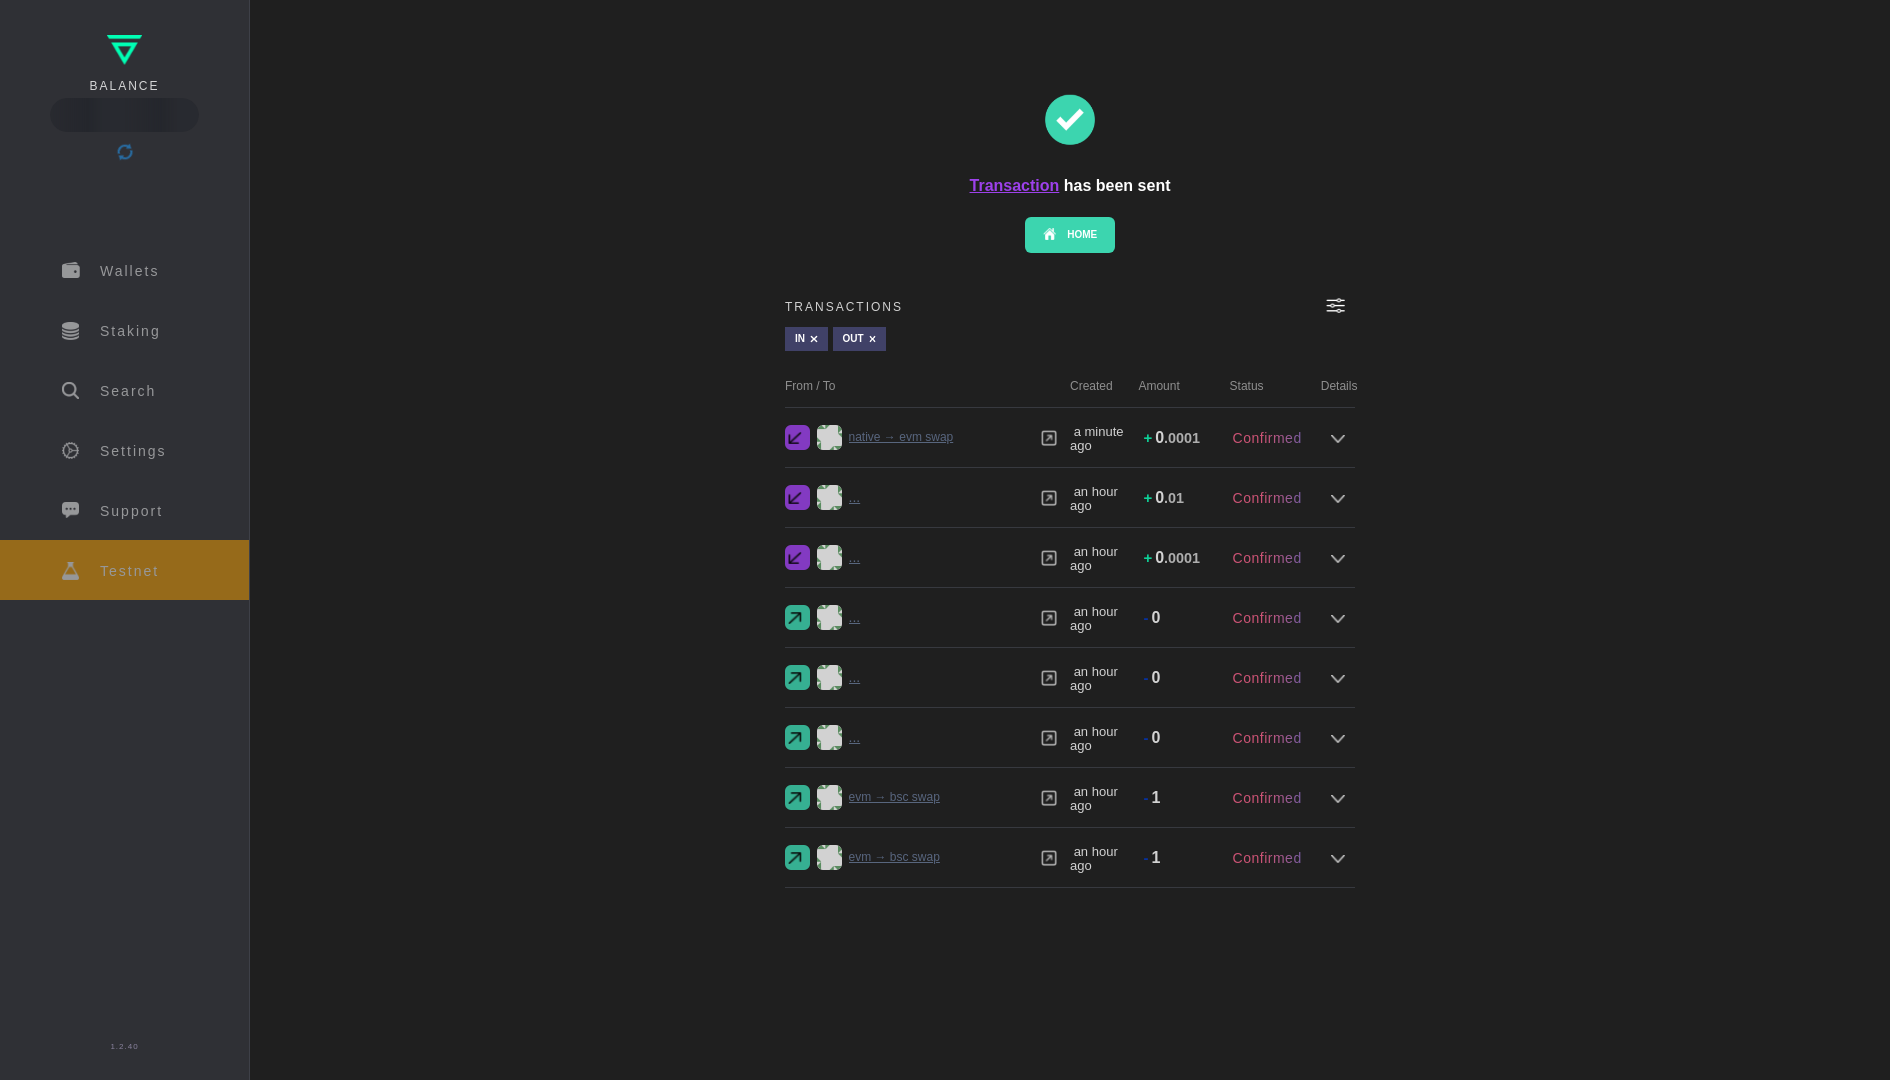 BALANCE
Wallets
Staking
Search
Settings
Support
Testnet
1.2.40
Transaction has been sent
HOME
TRANSACTIONS
IN × OUT ×
From / To Created Amount Status Details
native → evm swap a minute ago + 0.0001 Confirmed
... an hour ago + 0.01 Confirmed
... an hour ago + 0.0001 Confirmed
... an hour ago - 0 Confirmed
... an hour ago - 0 Confirmed
... an hour ago - 0 Confirmed
evm → bsc swap an hour ago - 1 Confirmed
evm → bsc swap an hour ago - 1 Confirmed